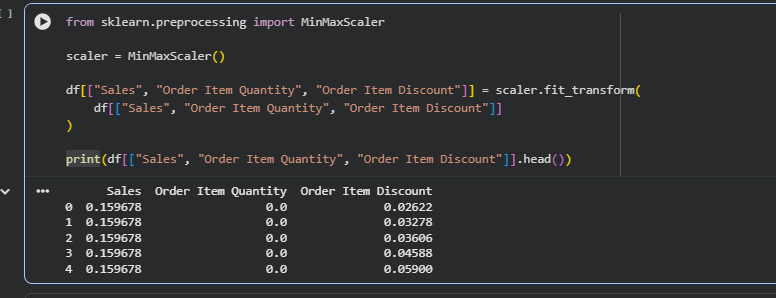 ]
from sklearn.preprocessing import MinMaxScaler
scaler = MinMaxScaler()
df[["Sales", "Order Item Quantity", "Order Item Discount"]] = scaler.fit_transform(
    df[["Sales", "Order Item Quantity", "Order Item Discount"]]
)
print(df[["Sales", "Order Item Quantity", "Order Item Discount"]].head())
...
      Sales  Order Item Quantity  Order Item Discount
0  0.159678                  0.0              0.02622
1  0.159678                  0.0              0.03278
2  0.159678                  0.0              0.03606
3  0.159678                  0.0              0.04588
4  0.159678                  0.0              0.05900